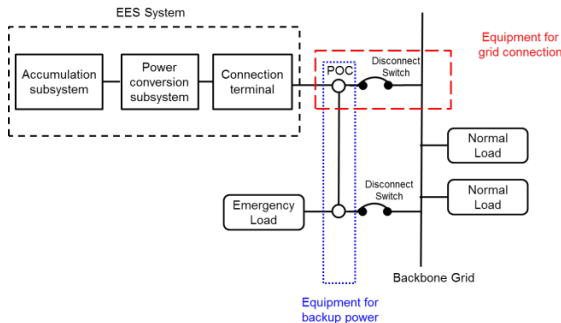 EES System
Equipment for
grid connection
Disconnect
Switch
POC
Accumulation
subsystem
Power
conversion
subsystem
Connection
terminal
Normal
Load
Disconnect
Switch
Normal
Load
Emergency
Load
Backbone Grid
Equipment for
backup power